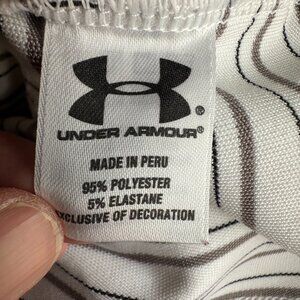 UNDER ARMOUR®
MADE IN PERU
95% POLYESTER
5% ELASTANE
EXCLUSIVE OF DECORATION